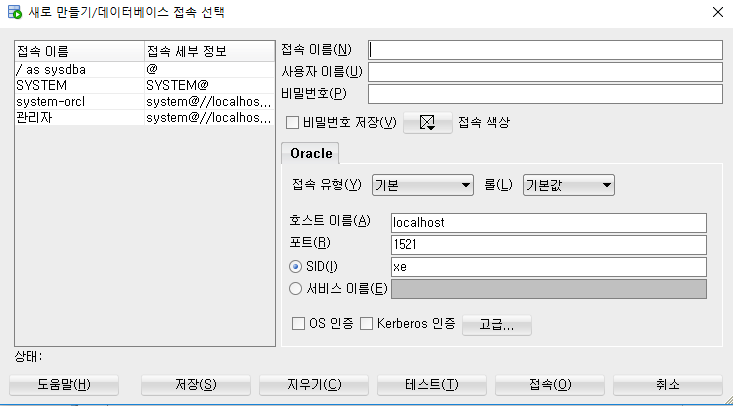 새로 만들기/데이터베이스 접속 선택
접속 이름 접속 세부 정보
/ as sysdba @
SYSTEM SYSTEM@
system-orcl system@//localhos...
관리자 system@//localhos...
접속 이름(N)
사용자 이름(U)
비밀번호(P)
비밀번호 저장(V) 접속 색상
Oracle
접속 유형(Y) 기본 롤(L) 기본값
호스트 이름(A) localhost
포트(R) 1521
SID(I) xe
서비스 이름(E)
OS 인증 Kerberos 인증 고급...
상태:
도움말(H) 저장(S) 지우기(C) 테스트(T) 접속(O) 취소